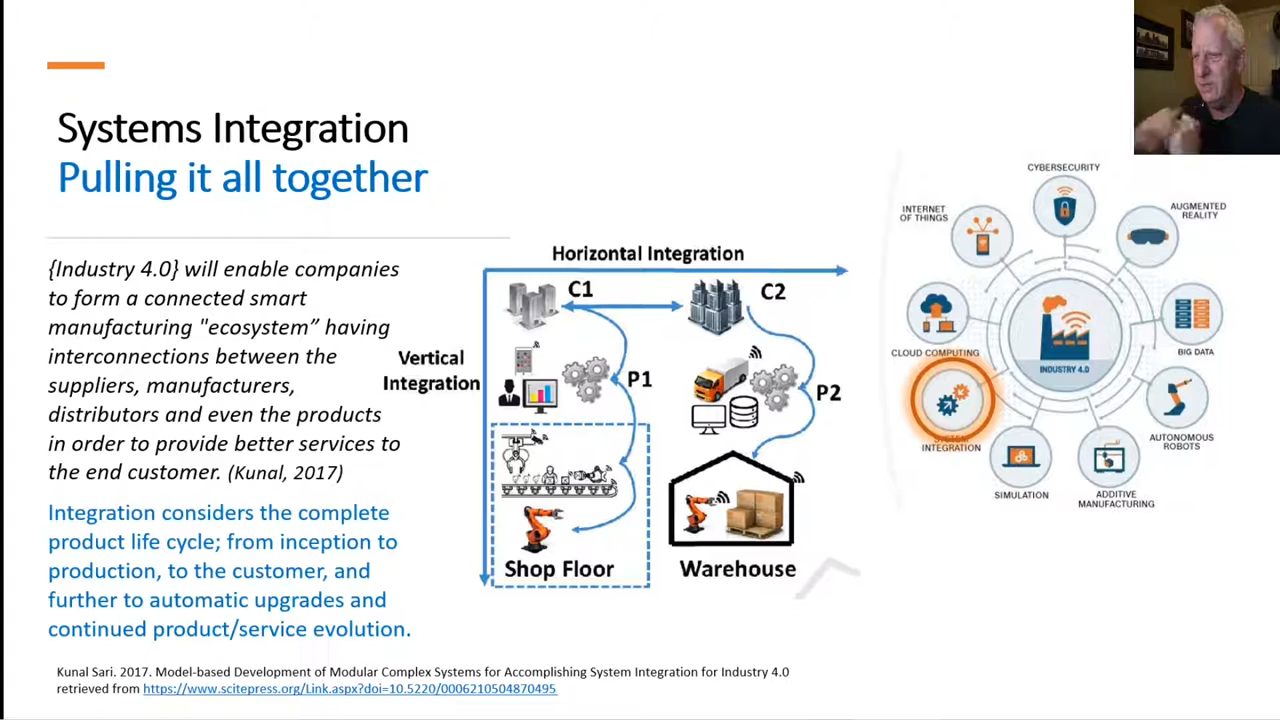 Systems Integration
Pulling it all together
{Industry 4.0} will enable companies
to form a connected smart
manufacturing "ecosystem” having
interconnections between the
suppliers, manufacturers,
distributors and even the products
in order to provide better services to
the end customer. (Kunal, 2017)
Integration considers the complete
product life cycle; from inception to
production, to the customer, and
further to automatic upgrades and
continued product/service evolution.
Horizontal Integration
C1
C2
Vertical
Integration
P1
P2
Shop Floor
Warehouse
CYBERSECURITY
INTERNET
OF THINGS
AUGMENTED
REALITY
CLOUD COMPUTING
BIG DATA
INDUSTRY 4.0
SYSTEM
INTEGRATION
AUTONOMOUS
ROBOTS
SIMULATION
ADDITIVE
MANUFACTURING
Kunal Sari. 2017. Model-based Development of Modular Complex Systems for Accomplishing System Integration for Industry 4.0
retrieved from https://www.scitepress.org/Link.aspx?doi=10.5220/0006210504870495